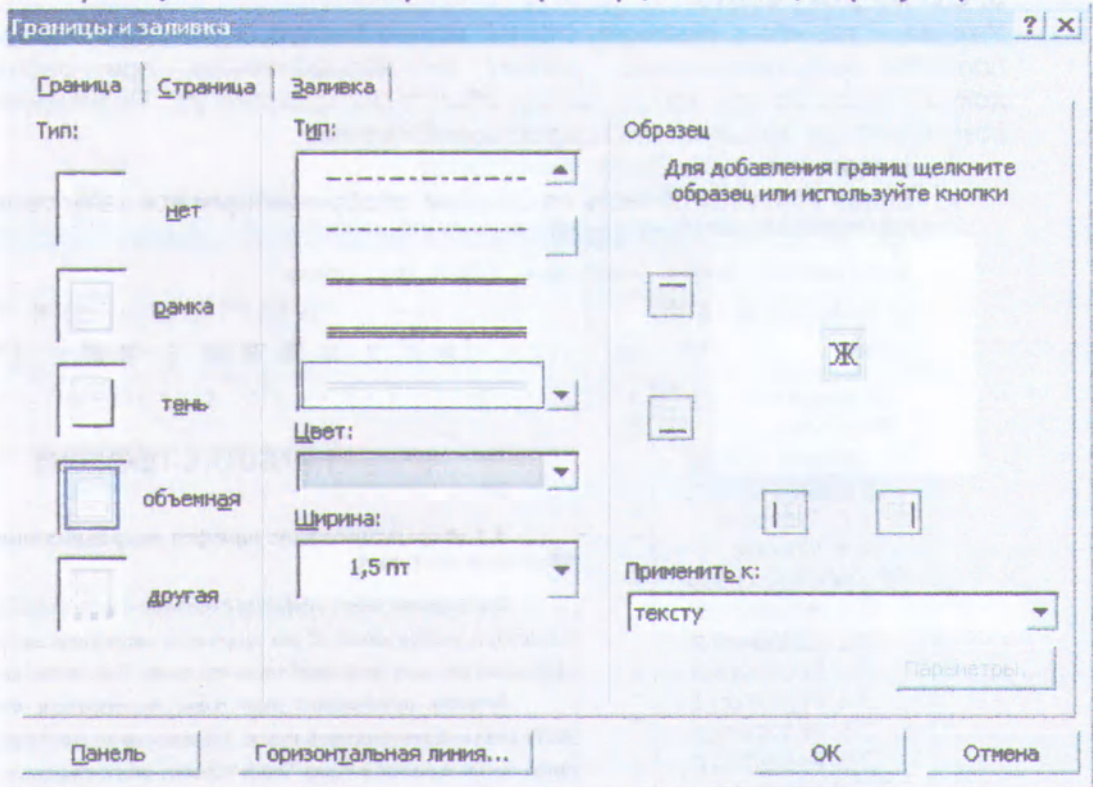 Границы и заливка
Граница Страница Заливка
Тип:
нет
рамка
тень
объемная
другая
Тип:
Цвет:
Ширина:
1,5 пт
Образец
Для добавления границ щелкните
образец или используйте кнопки
Ж
Применить к:
тексту
Параметры...
Панель Горизонтальная линия... ОК Отмена